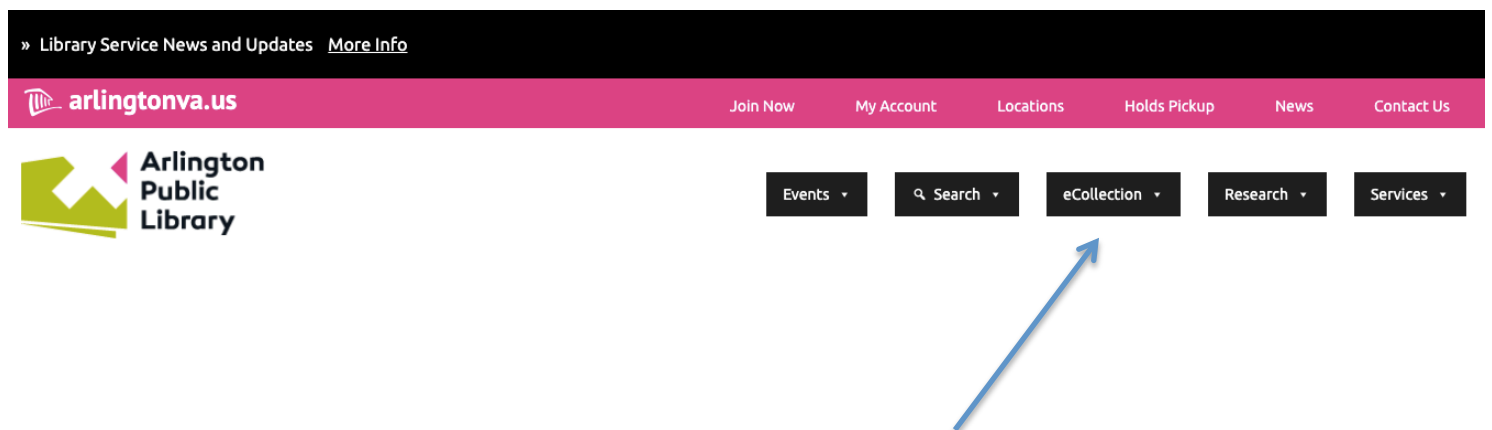 » Library Service News and Updates More Info
arlingtonva.us
Join Now My Account Locations Holds Pickup News Contact Us
Arlington
Public
Library
Events Search eCollection Research Services